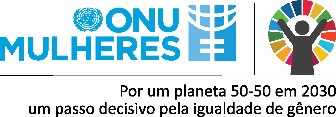 ONU
MULHERES
Por um planeta 50-50 em 2030
um passo decisivo pela igualdade de gênero